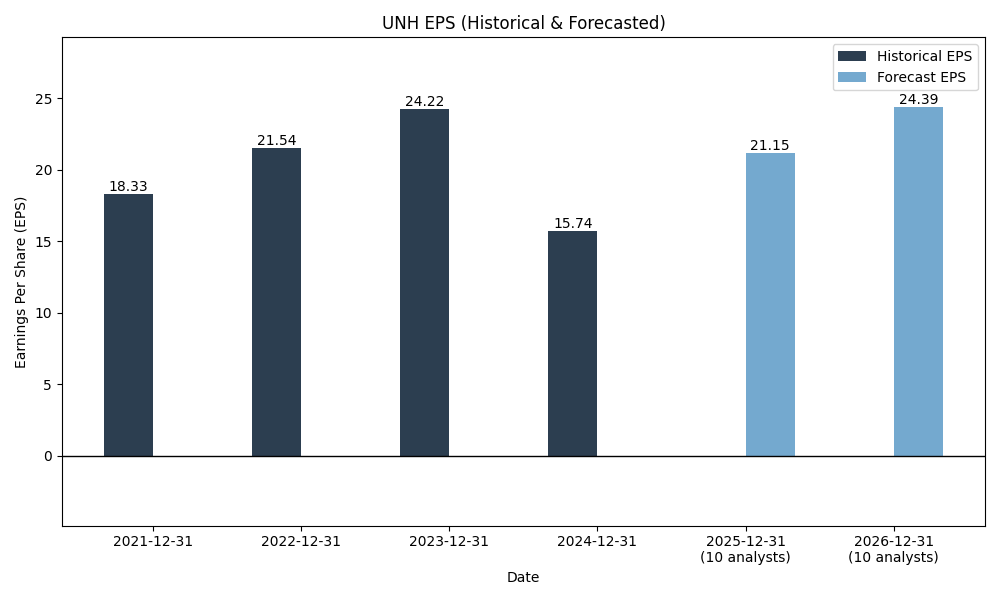 UNH EPS (Historical & Forecasted)
Historical EPS
Forecast EPS
Earnings Per Share (EPS)
25
20
15
10
5
0
18.33
21.54
24.22
15.74
21.15
24.39
2021-12-31
2022-12-31
2023-12-31
2024-12-31
2025-12-31
(10 analysts)
2026-12-31
(10 analysts)
Date